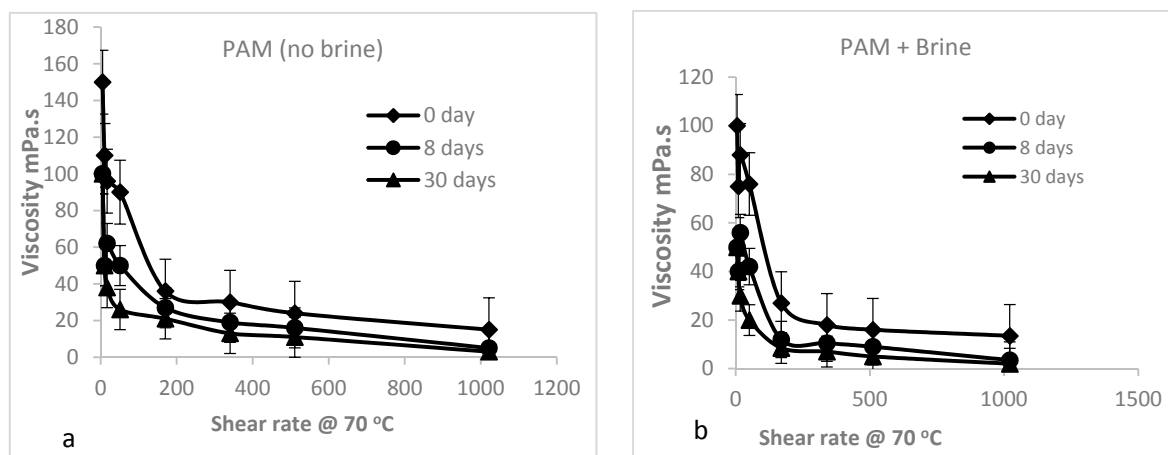 PAM (no brine)
180
160
140
120
100
80
60
40
20
0
Viscosity mPa.s
0 day
8 days
30 days
0 200 400 600 800 1000 1200
Shear rate @ 70 °C
a
PAM + Brine
120
100
80
60
40
20
0
Viscosity mPa.s
0 day
8 days
30 days
0 500 1000 1500
Shear rate @ 70 °C
b